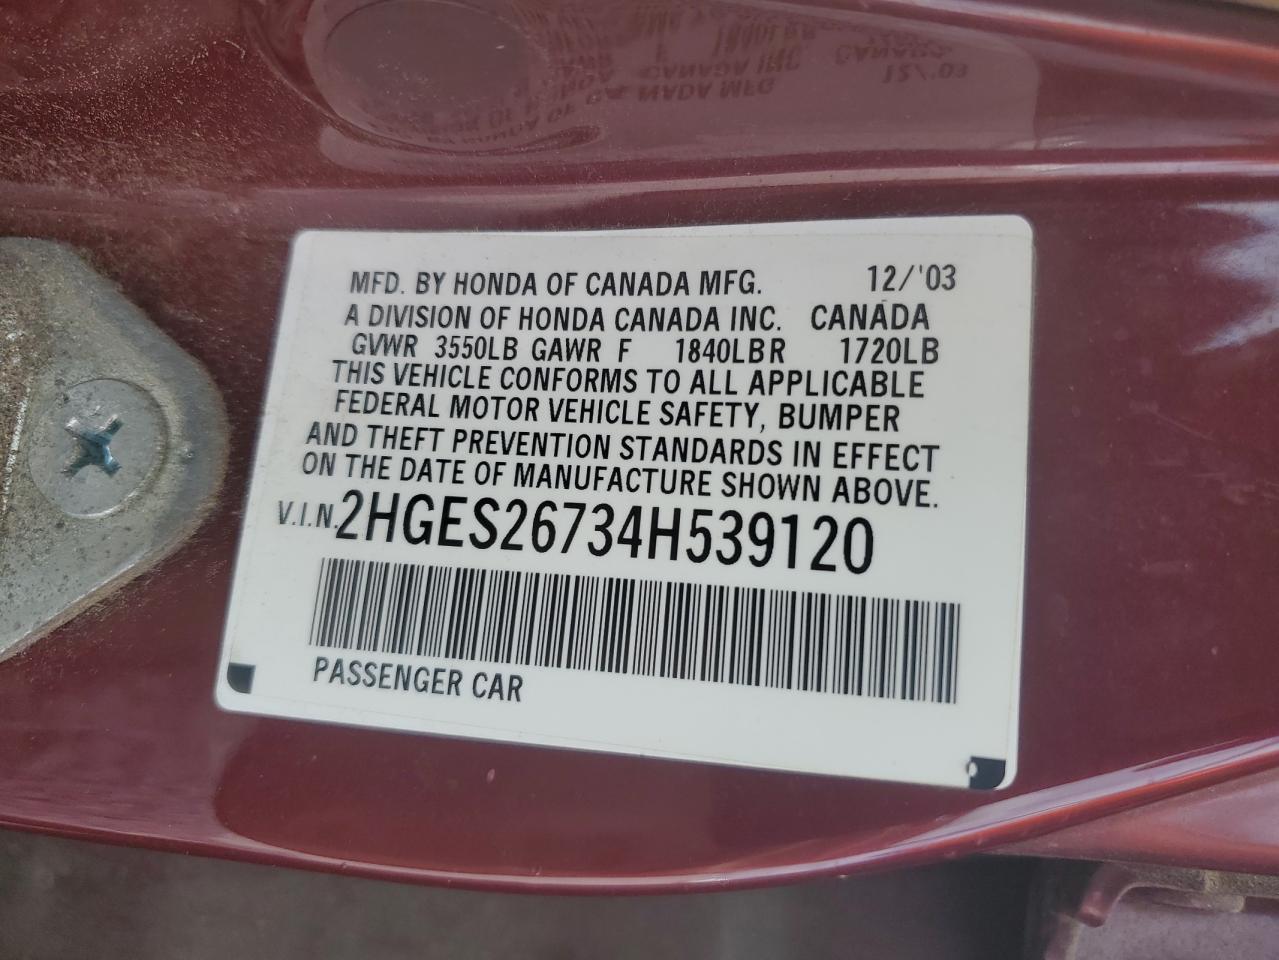 MFD. BY HONDA OF CANADA MFG. 12/'03
A DIVISION OF HONDA CANADA INC. CANADA
GVWR 3550LB GAWR F 1840LB R 1720LB
THIS VEHICLE CONFORMS TO ALL APPLICABLE
FEDERAL MOTOR VEHICLE SAFETY, BUMPER
AND THEFT PREVENTION STANDARDS IN EFFECT
ON THE DATE OF MANUFACTURE SHOWN ABOVE.
V.I.N. 2HGES26734H539120
PASSENGER CAR